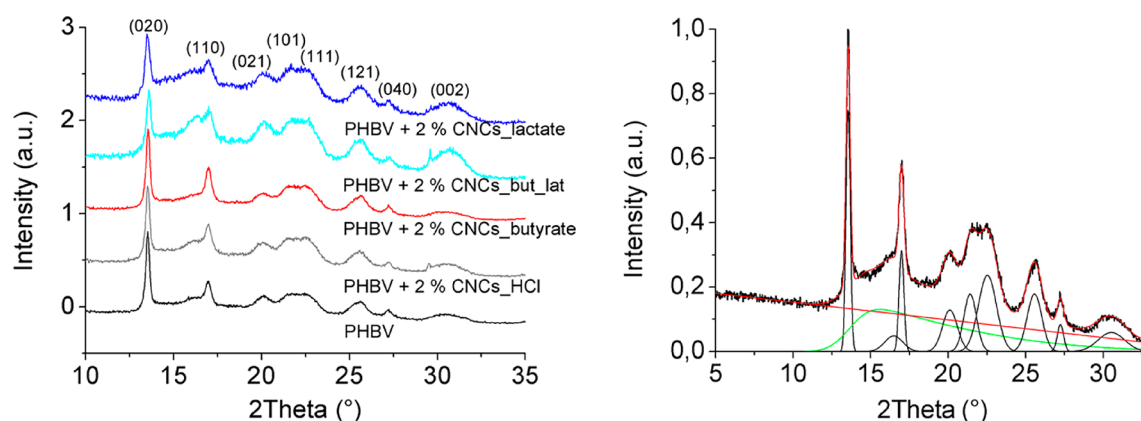 3
(020)
(110)
(021)
(101)
(111)
(121)
(040)
(002)
PHBV + 2 % CNCs_lactate
2
PHBV + 2 % CNCs_but_lat
1
PHBV + 2 % CNCs_butyrate
PHBV + 2 % CNCs_HCl
0
PHBV
10 15 20 25 30 35
2Theta (°)
Intensity (a.u.)
1,0
0,8
0,6
0,4
0,2
0,0
5 10 15 20 25 30
2Theta (°)
Intensity (a.u.)